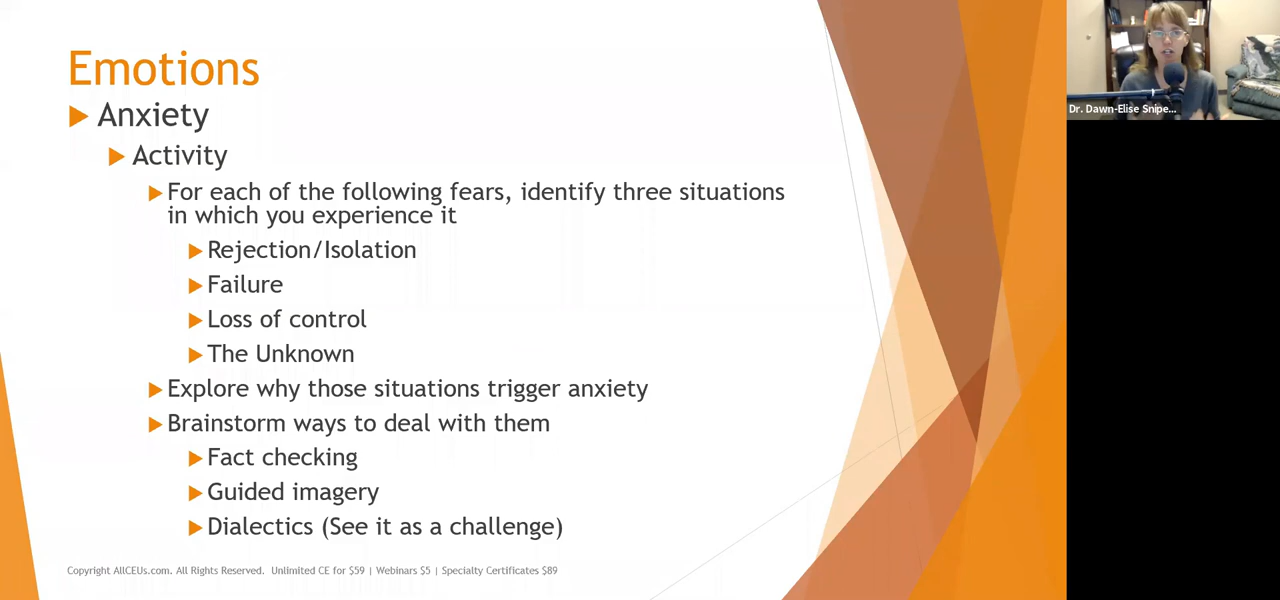 Emotions
Anxiety
Activity
For each of the following fears, identify three situations
in which you experience it
Rejection/Isolation
Failure
Loss of control
The Unknown
Explore why those situations trigger anxiety
Brainstorm ways to deal with them
Fact checking
Guided imagery
Dialectics (See it as a challenge)
Copyright AllCEUs.com. All Rights Reserved. Unlimited CE for $59 | Webinars $5 | Specialty Certificates $89
Dr. Dawn-Elise Snipe...